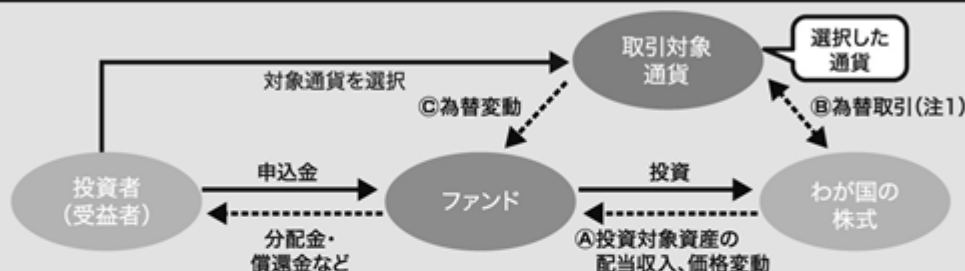 取引対象
通貨
選択した
通貨
対象通貨を選択
Ⓒ為替変動
Ⓑ為替取引(注1)
投資者
(受益者)
申込金
ファンド
投資
わが国の
株式
分配金・
償還金など
Ⓐ投資対象資産の
配当収入、価格変動